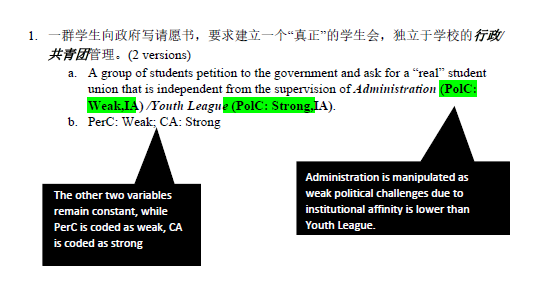 1. 一群学生向政府写请愿书，要求建立一个“真正”的学生会，独立于学校的行政/
共青团管理。(2 versions)
a. A group of students petition to the government and ask for a “real” student
union that is independent from the supervision of Administration (PolC:
Weak,IA) /Youth League (PolC: Strong,IA).
b. PerC: Weak; CA: Strong
The other two variables
remain constant, while
PerC is coded as weak, CA
is coded as strong
Administration is manipulated as
weak political challenges due to
institutional affinity is lower than
Youth League.